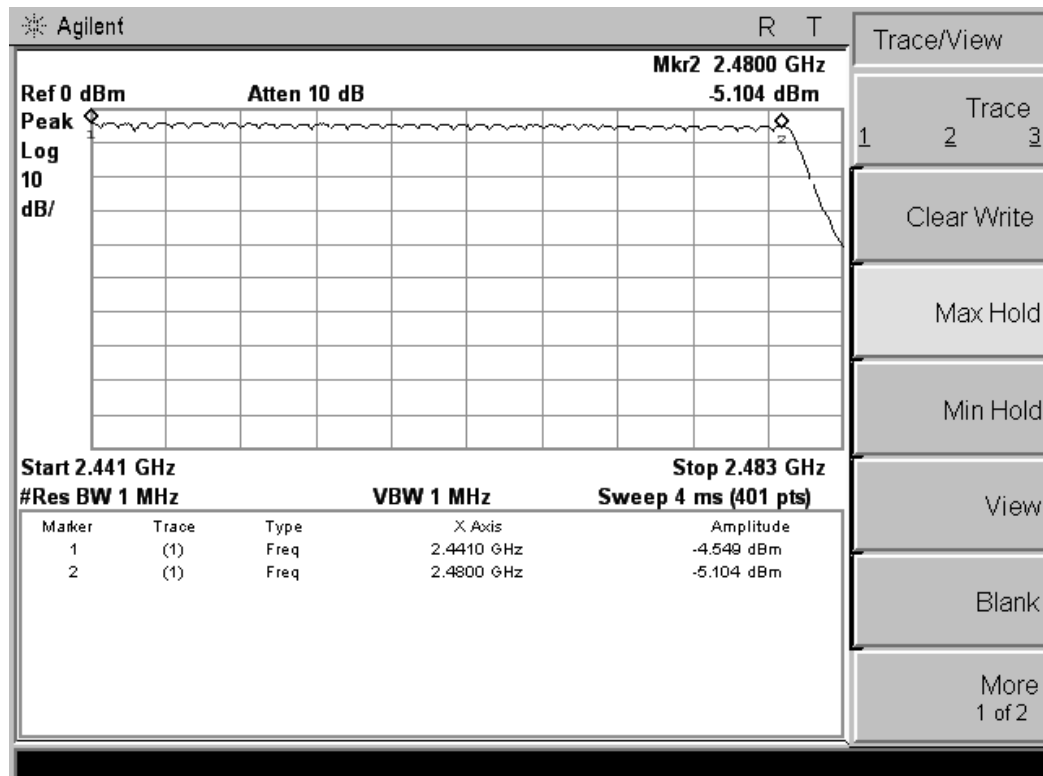 Agilent R T
Mkr2 2.4800 GHz
Ref 0 dBm Atten 10 dB -5.104 dBm
Peak
Log
10
dB/
1
2
Start 2.441 GHz Stop 2.483 GHz
#Res BW 1 MHz VBW 1 MHz Sweep 4 ms (401 pts)
Marker Trace Type X Axis Amplitude
1 (1) Freq 2.4410 GHz -4.549 dBm
2 (1) Freq 2.4800 GHz -5.104 dBm
Trace/View
Trace
1 2 3
Clear Write
Max Hold
Min Hold
View
Blank
More
1 of 2